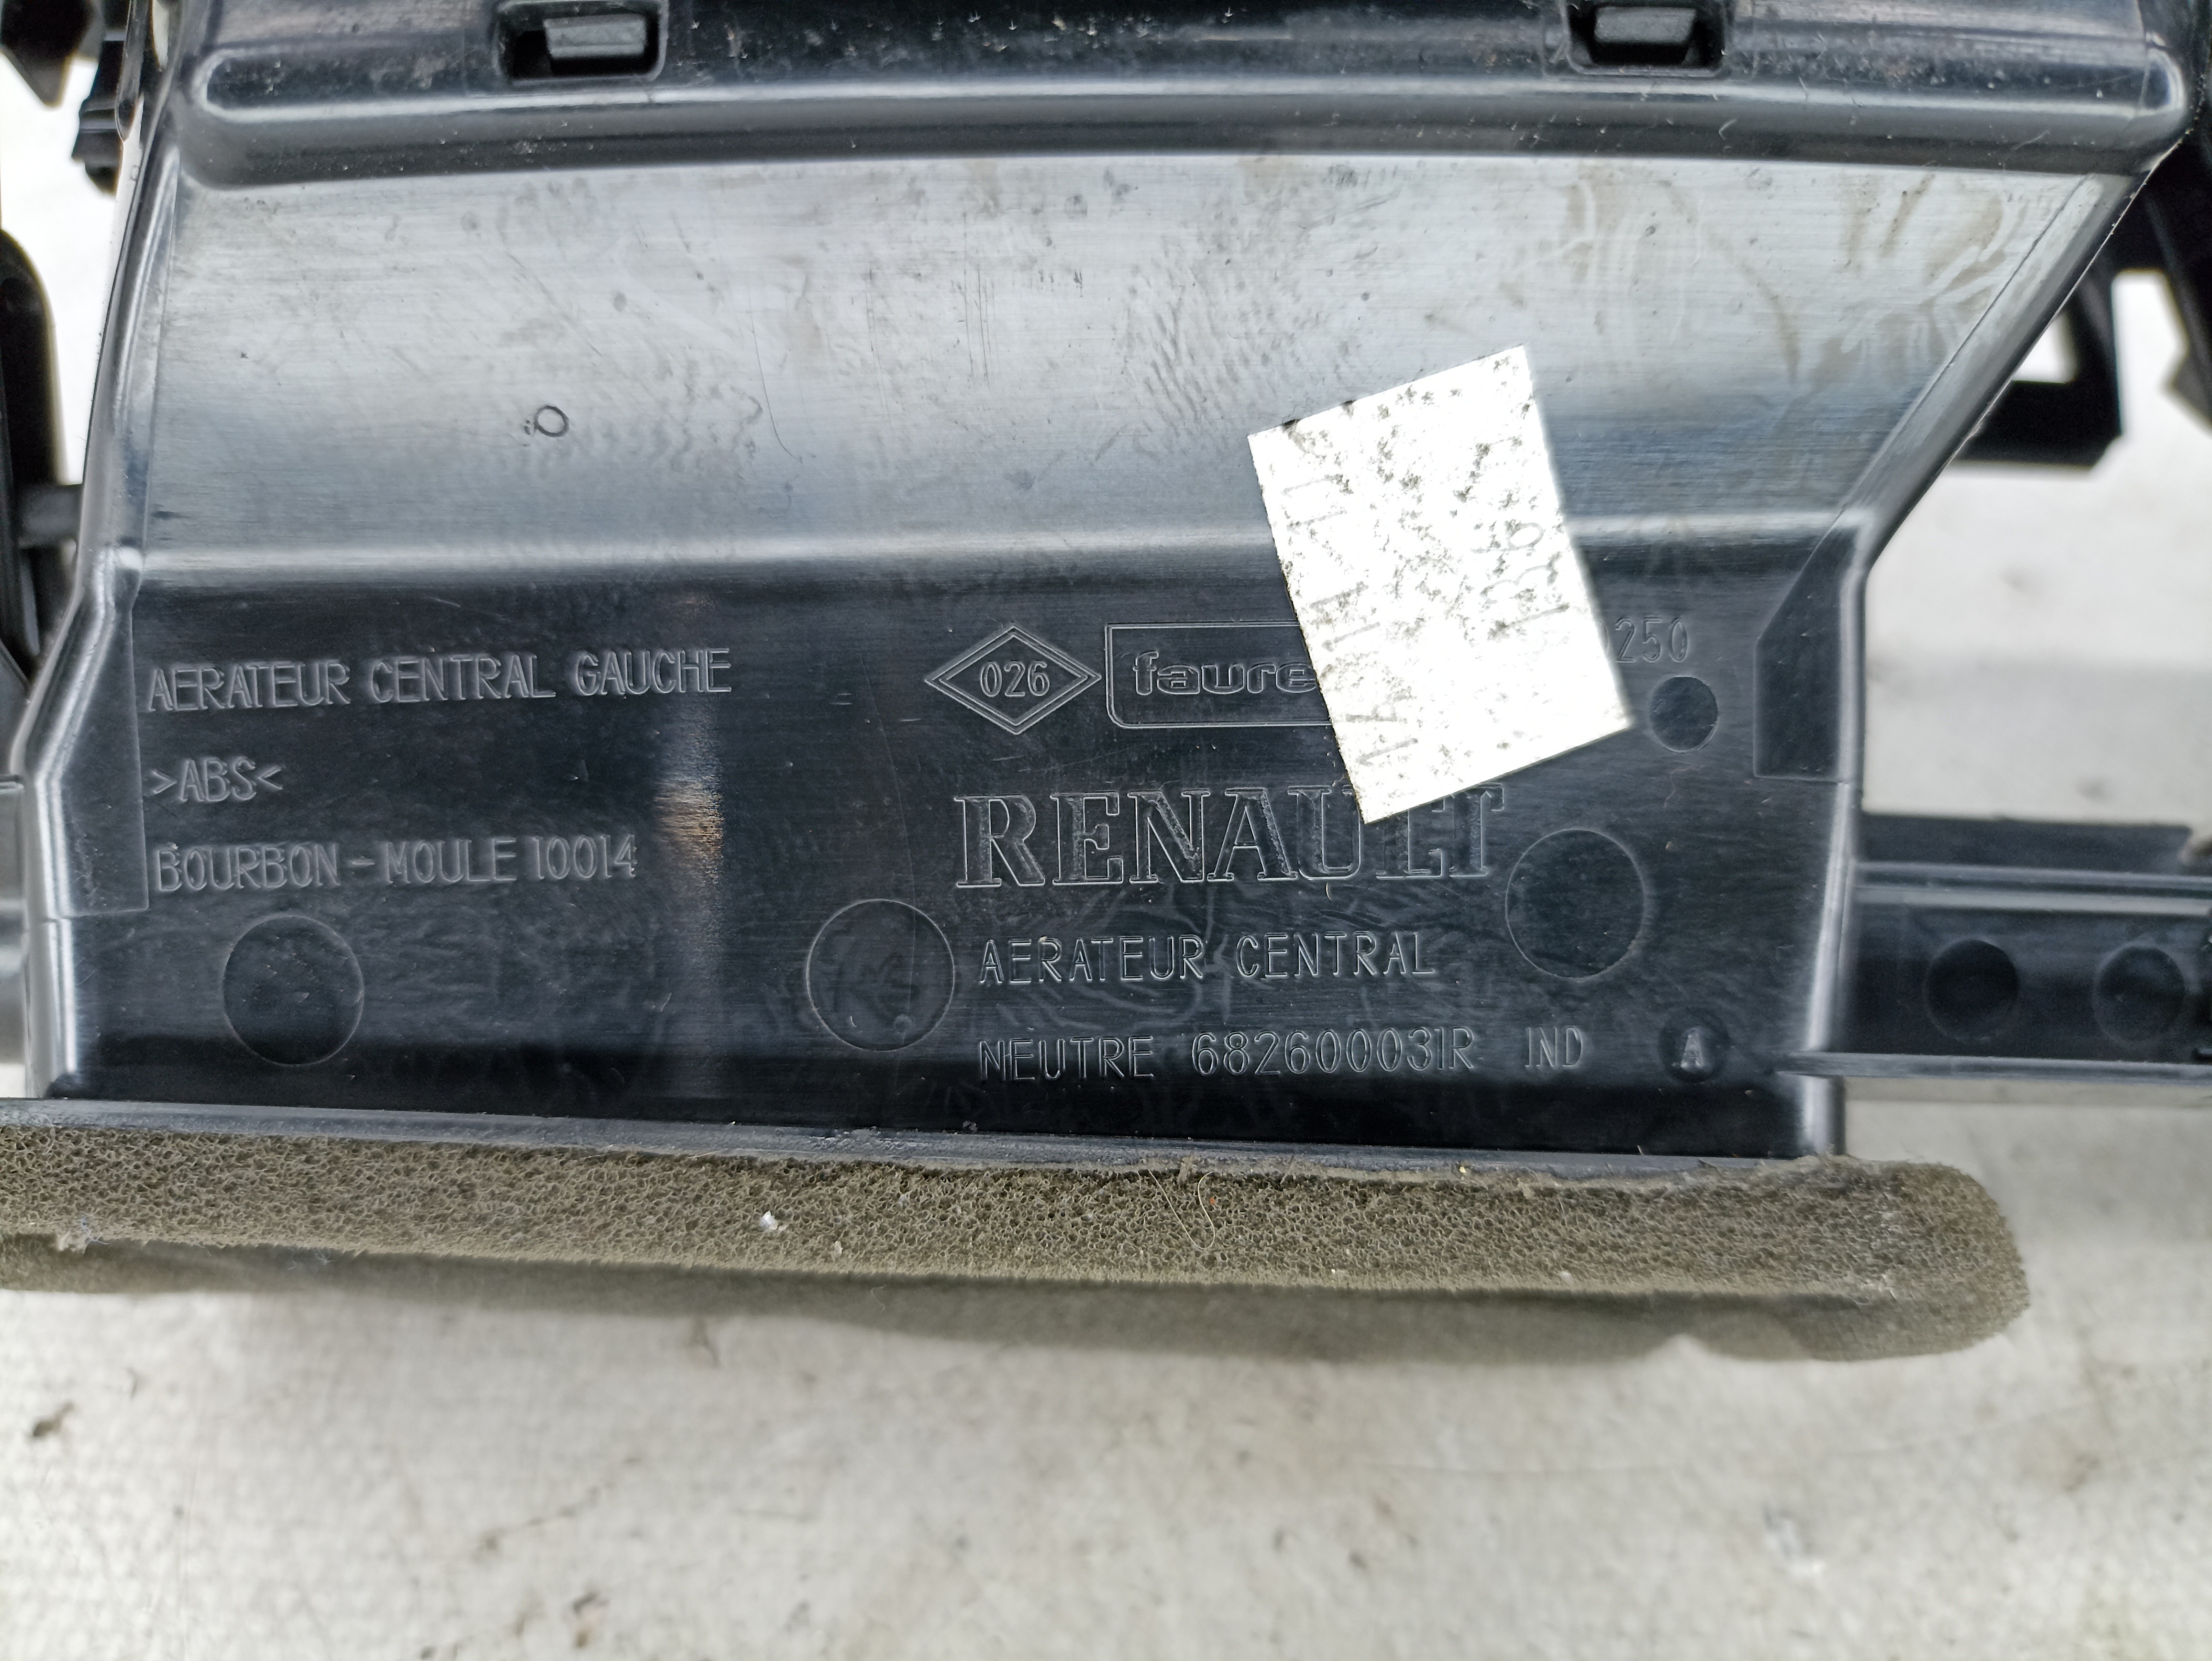 AERATEUR CENTRAL GAUCHE
>ABS<
BOURBON - MOULE 10014
026
faure
250
RENAULT
AERATEUR CENTRAL
NEUTRE 682600031R IND A